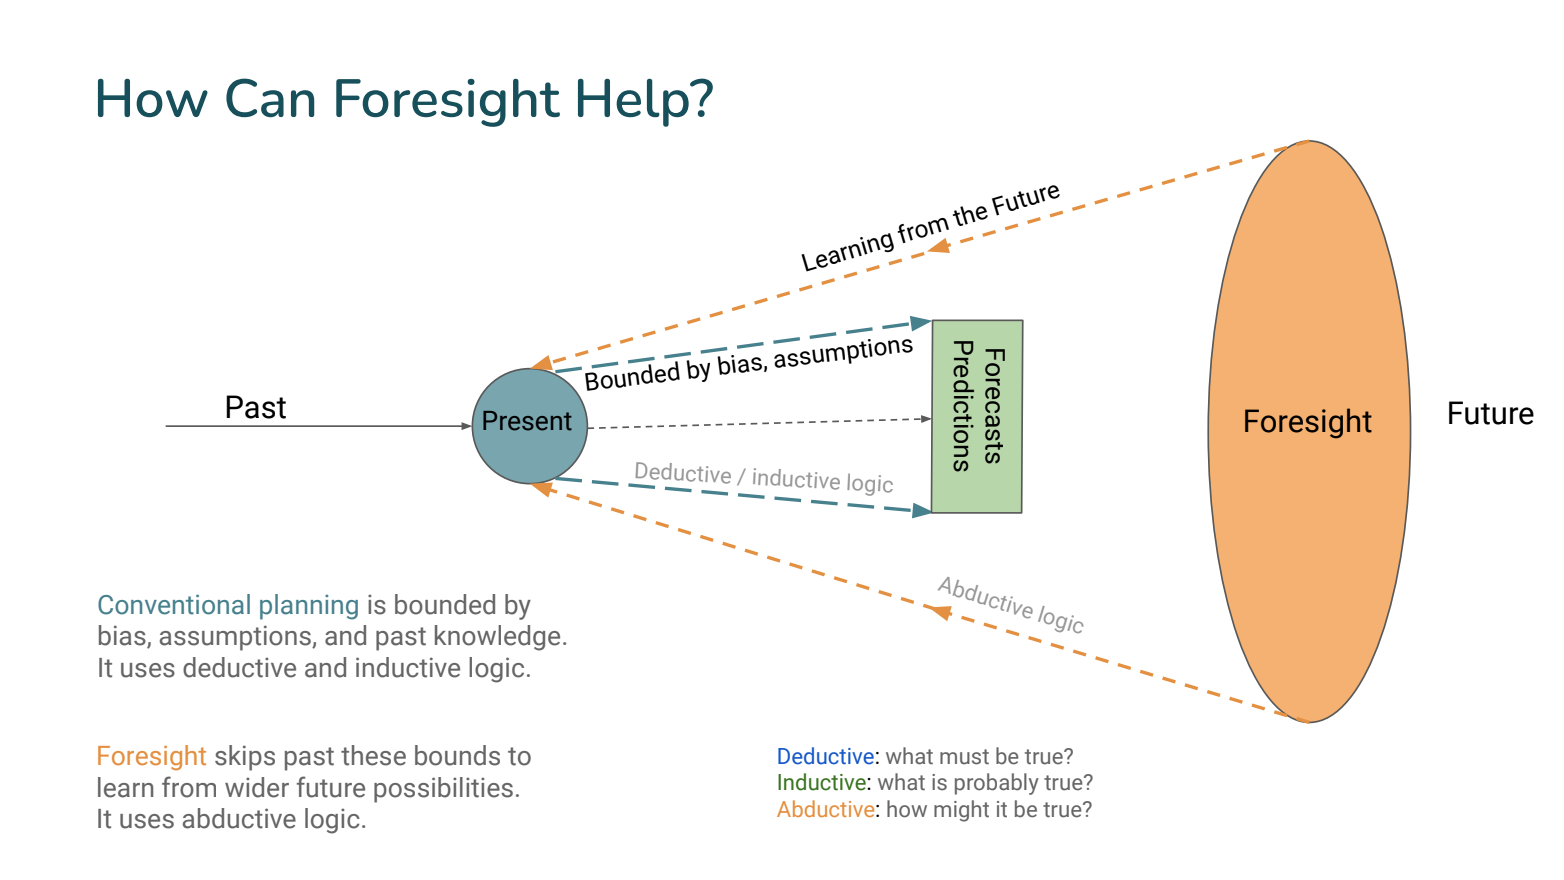 How Can Foresight Help?
Learning from the Future
Bounded by bias, assumptions
Past
Present
Forecasts
Predictions
Foresight
Future
Deductive / inductive logic
Abductive logic
Conventional planning is bounded by
bias, assumptions, and past knowledge.
It uses deductive and inductive logic.
Foresight skips past these bounds to
learn from wider future possibilities.
It uses abductive logic.
Deductive: what must be true?
Inductive: what is probably true?
Abductive: how might it be true?